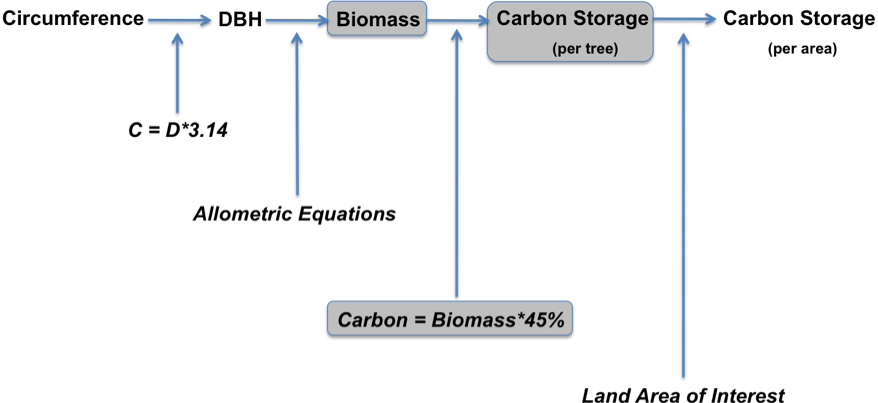 Circumference
DBH
Biomass
Carbon Storage
(per tree)
Carbon Storage
(per area)
C = D*3.14
Allometric Equations
Carbon = Biomass*45%
Land Area of Interest